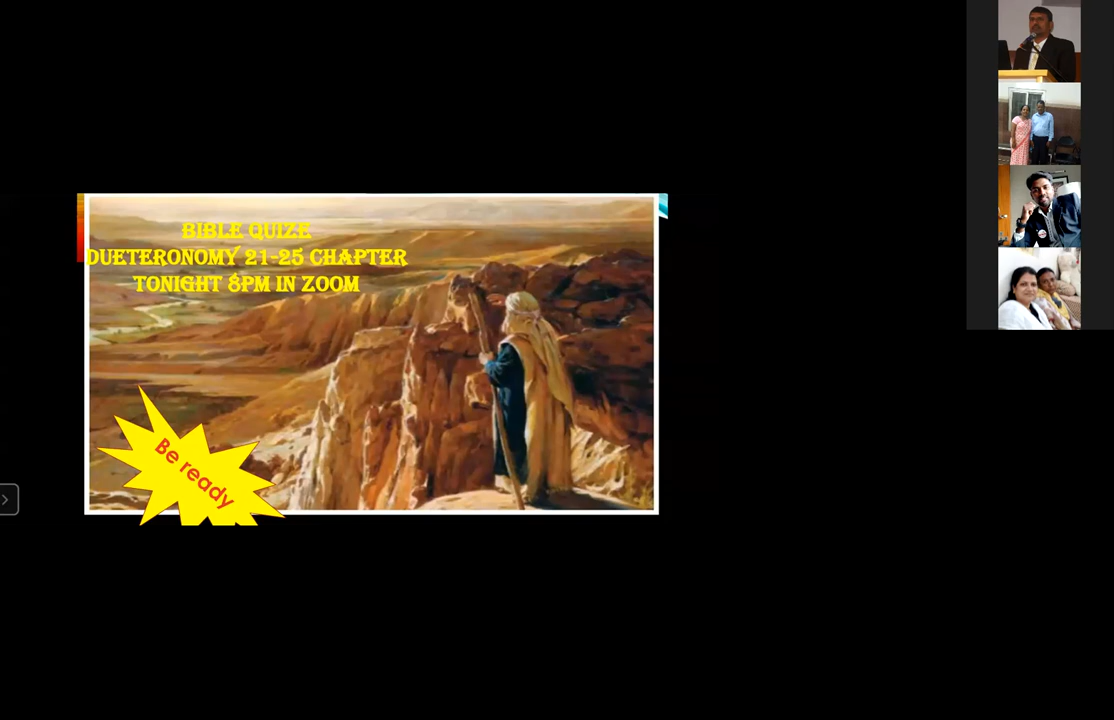 BIBLE QUIZE
DUETERONOMY 21-25 CHAPTER
TONIGHT 8PM IN ZOOM
Be ready